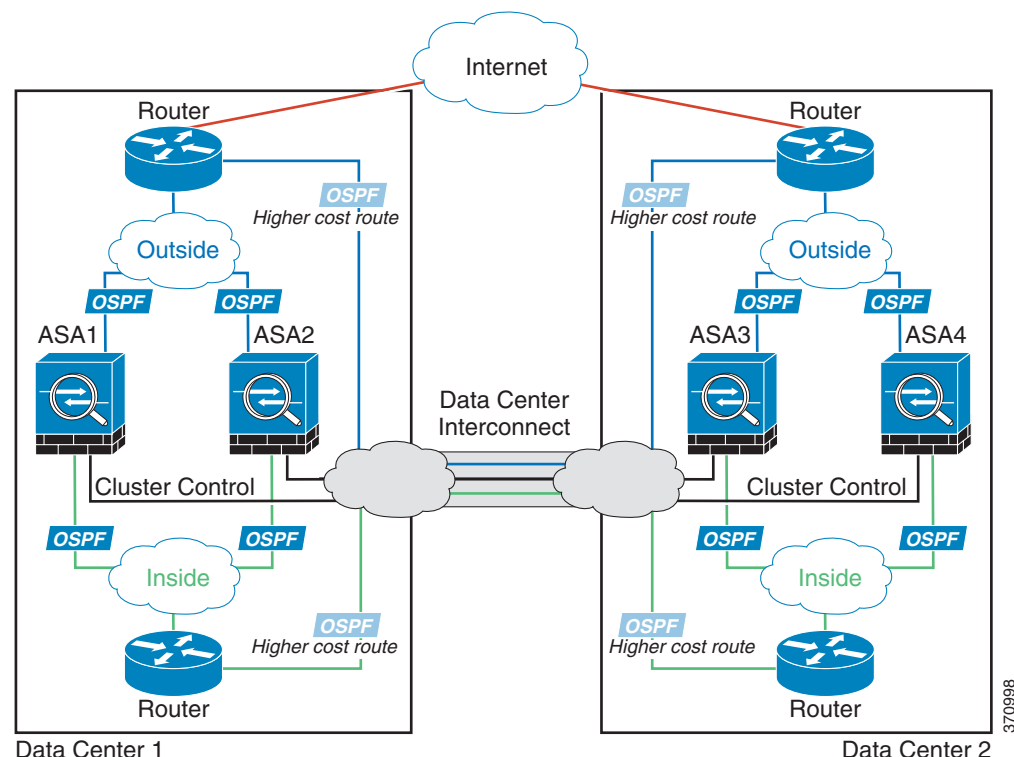 Internet
Router
Router
OSPF
Higher cost route
OSPF
Higher cost route
Outside
Outside
OSPF
OSPF
OSPF
OSPF
ASA1
ASA2
ASA3
ASA4
Data Center
Interconnect
Cluster Control
Cluster Control
OSPF
OSPF
OSPF
OSPF
Inside
Inside
OSPF
Higher cost route
OSPF
Higher cost route
Router
Router
370998
Data Center 1
Data Center 2